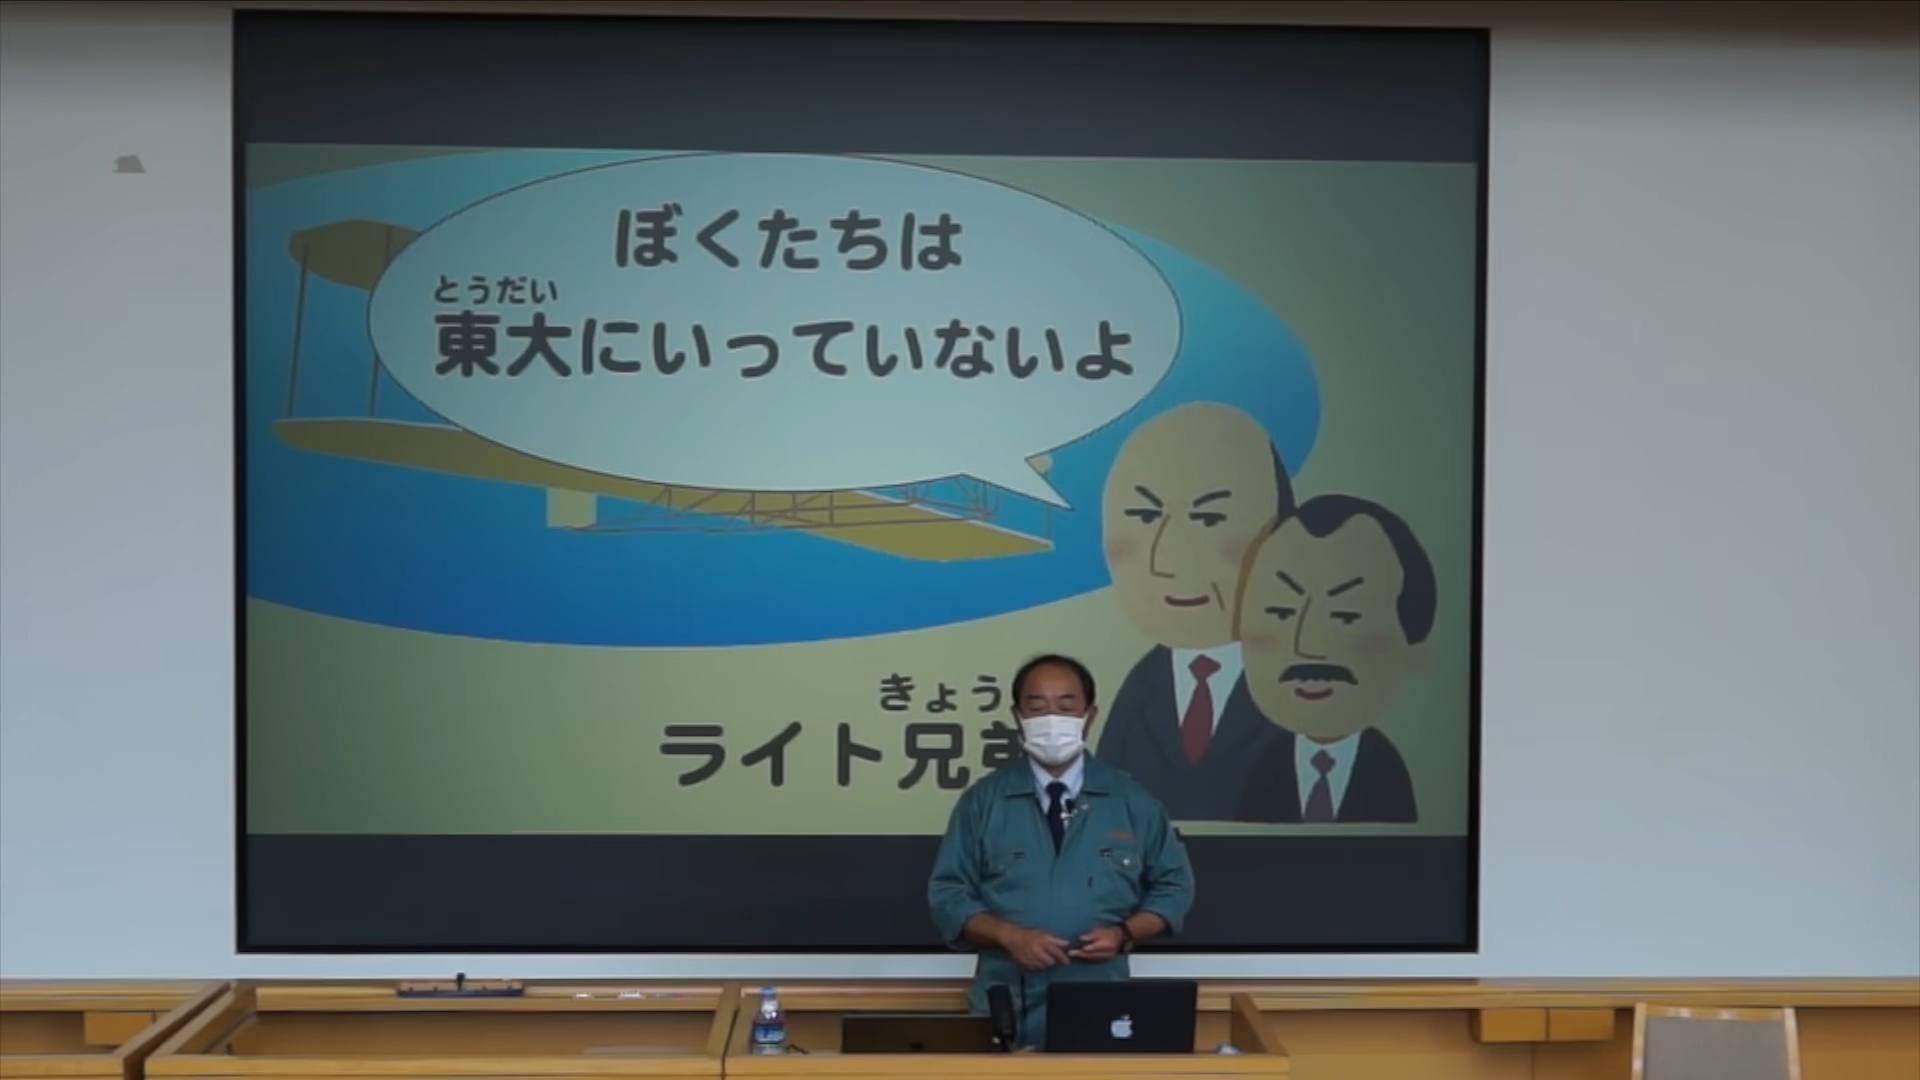 ぼくたちは
とうだい
東大にいっていないよ
きょう
ライト兄弟